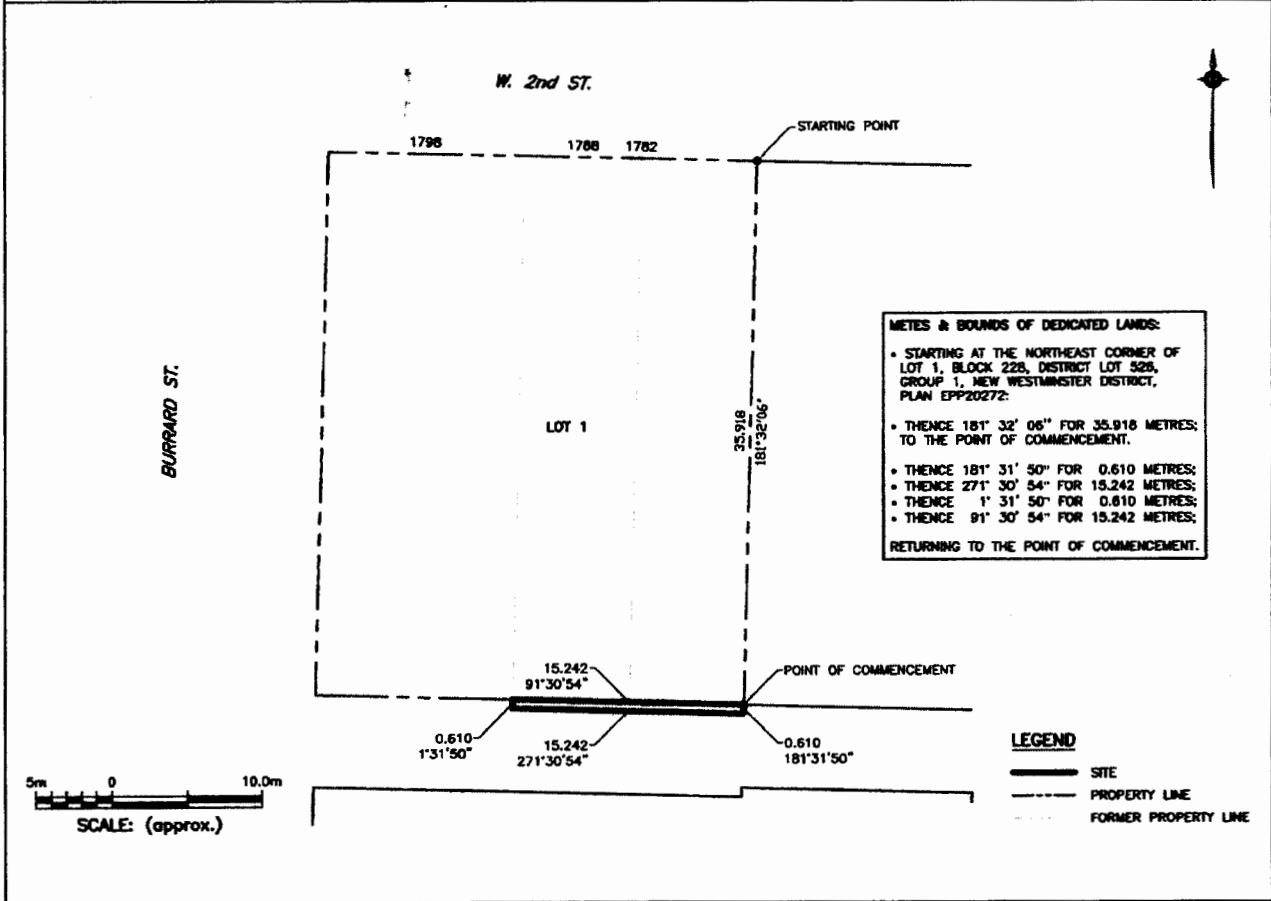 W. 2nd ST.
STARTING POINT
1798
1788
1782
BURRARD ST.
LOT 1
35.918
181°32'06"
METES & BOUNDS OF DEDICATED LANDS:
• STARTING AT THE NORTHEAST CORNER OF
LOT 1, BLOCK 228, DISTRICT LOT 526,
GROUP 1, NEW WESTMINSTER DISTRICT,
PLAN EPP20272:
• THENCE 181° 32' 06" FOR 35.918 METRES;
TO THE POINT OF COMMENCEMENT.
• THENCE 181° 31' 50" FOR 0.610 METRES;
• THENCE 271° 30' 54" FOR 15.242 METRES;
• THENCE 1° 31' 50" FOR 0.610 METRES;
• THENCE 91° 30' 54" FOR 15.242 METRES;
RETURNING TO THE POINT OF COMMENCEMENT.
15.242
91°30'54"
POINT OF COMMENCEMENT
0.610
1°31'50"
15.242
271°30'54"
0.610
181°31'50"
5m 0 10.0m
SCALE: (approx.)
LEGEND
SITE
PROPERTY LINE
FORMER PROPERTY LINE